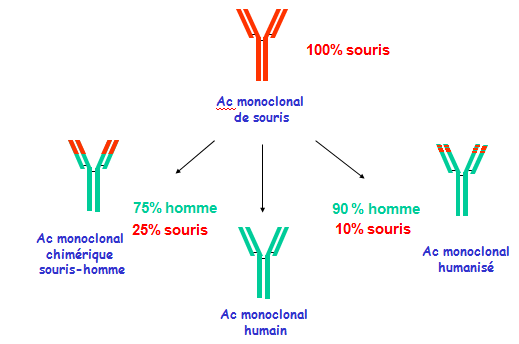 100% souris
Ac monoclonal
de souris
75% homme
25% souris
90 % homme
10% souris
Ac monoclonal
chimérique
souris-homme
Ac monoclonal
humanisé
Ac monoclonal
humain